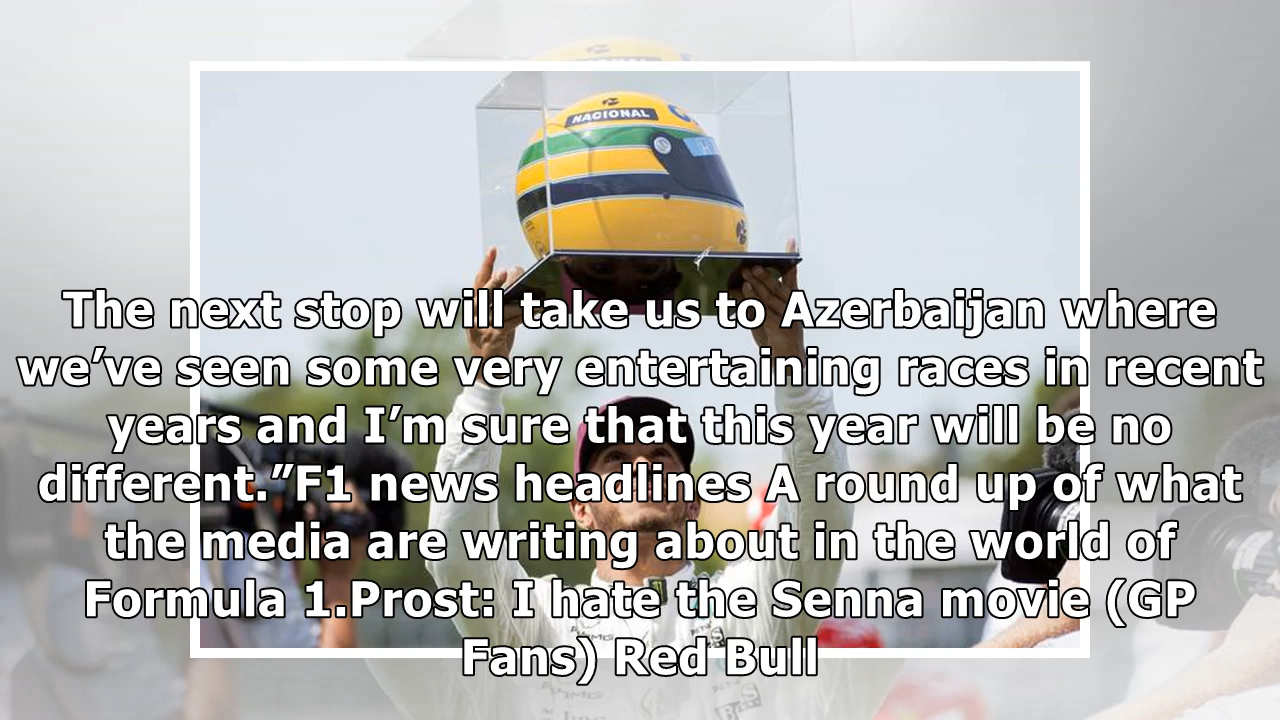 NACIONAL
The next stop will take us to Azerbaijan where
we’ve seen some very entertaining races in recent
years and I’m sure that this year will be no
different.”F1 news headlines A round up of what
the media are writing about in the world of
Formula 1.Prost: I hate the Senna movie (GP
Fans) Red Bull